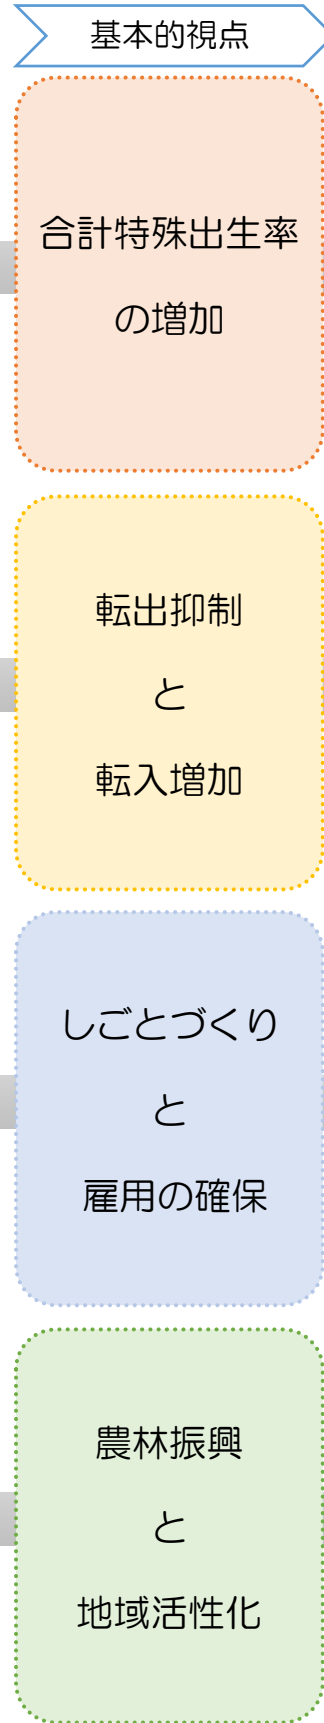 基本的視点
合計特殊出生率
の増加
転出抑制
と
転入増加
しごとづくり
と
雇用の確保
農林振興
と
地域活性化